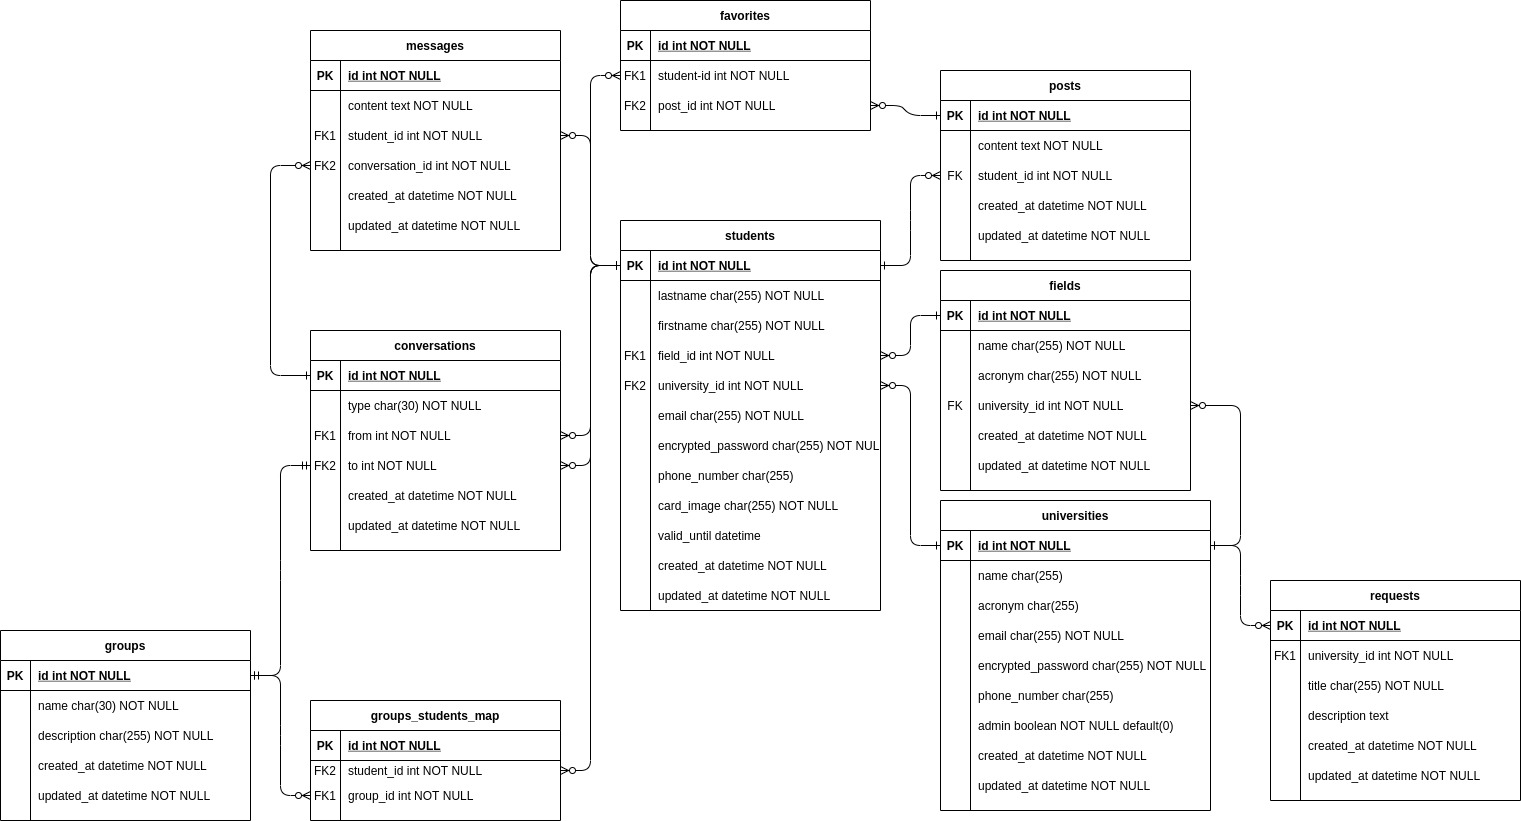 favorites
PK id int NOT NULL
FK1 student-id int NOT NULL
FK2 post_id int NOT NULL
messages
PK id int NOT NULL
content text NOT NULL
FK1 student_id int NOT NULL
FK2 conversation_id int NOT NULL
created_at datetime NOT NULL
updated_at datetime NOT NULL
posts
PK id int NOT NULL
content text NOT NULL
FK student_id int NOT NULL
created_at datetime NOT NULL
updated_at datetime NOT NULL
students
PK id int NOT NULL
lastname char(255) NOT NULL
firstname char(255) NOT NULL
FK1 field_id int NOT NULL
FK2 university_id int NOT NULL
email char(255) NOT NULL
encrypted_password char(255) NOT NUL
phone_number char(255)
card_image char(255) NOT NULL
valid_until datetime
created_at datetime NOT NULL
updated_at datetime NOT NULL
fields
PK id int NOT NULL
name char(255) NOT NULL
acronym char(255) NOT NULL
FK university_id int NOT NULL
created_at datetime NOT NULL
updated_at datetime NOT NULL
conversations
PK id int NOT NULL
type char(30) NOT NULL
FK1 from int NOT NULL
FK2 to int NOT NULL
created_at datetime NOT NULL
updated_at datetime NOT NULL
universities
PK id int NOT NULL
name char(255)
acronym char(255)
email char(255) NOT NULL
encrypted_password char(255) NOT NULL
phone_number char(255)
admin boolean NOT NULL default(0)
created_at datetime NOT NULL
updated_at datetime NOT NULL
requests
PK id int NOT NULL
FK1 university_id int NOT NULL
title char(255) NOT NULL
description text
created_at datetime NOT NULL
updated_at datetime NOT NULL
groups
PK id int NOT NULL
name char(30) NOT NULL
description char(255) NOT NULL
created_at datetime NOT NULL
updated_at datetime NOT NULL
groups_students_map
PK id int NOT NULL
FK2 student_id int NOT NULL
FK1 group_id int NOT NULL